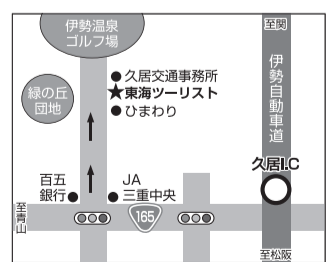 伊勢温泉
ゴルフ場
至関
伊勢自動車道
緑の丘
団地
●久居交通事務所
★東海ツーリスト
●ひまわり
久居I.C
百五
銀行●
JA
●三重中央
至青山
165
至松阪